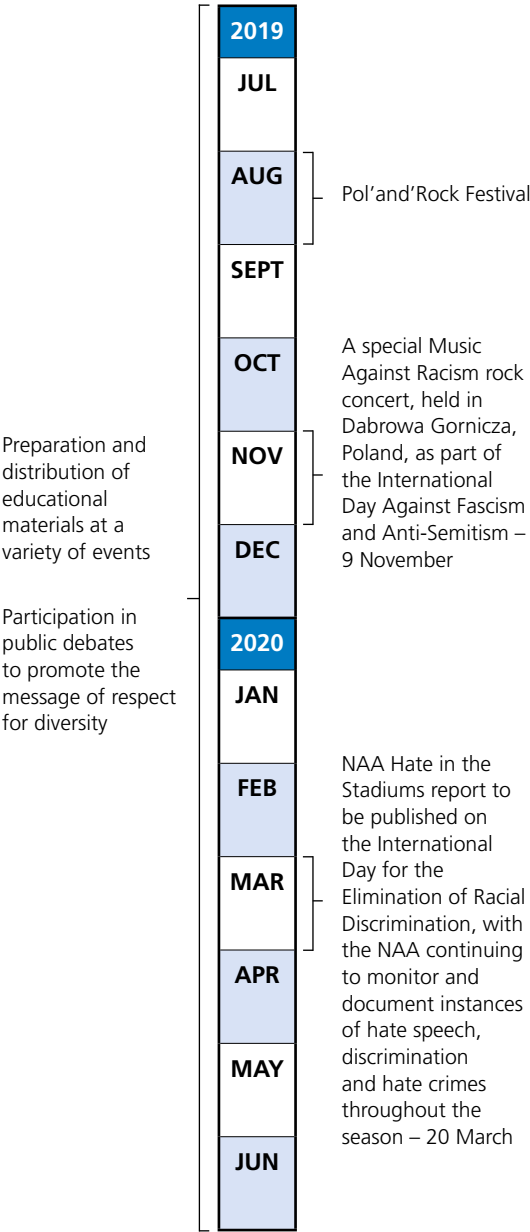 2019
JUL
AUG
Pol’and’Rock Festival
SEPT
OCT
A special Music
Against Racism rock
concert, held in
Dabrowa Gornicza,
Poland, as part of
the International
Day Against Fascism
and Anti-Semitism –
9 November
NOV
DEC
Preparation and
distribution of
educational
materials at a
variety of events
Participation in
public debates
to promote the
message of respect
for diversity
2020
JAN
FEB
NAA Hate in the
Stadiums report to
be published on
the International
Day for the
Elimination of Racial
Discrimination, with
the NAA continuing
to monitor and
document instances
of hate speech,
discrimination
and hate crimes
throughout the
season – 20 March
MAR
APR
MAY
JUN